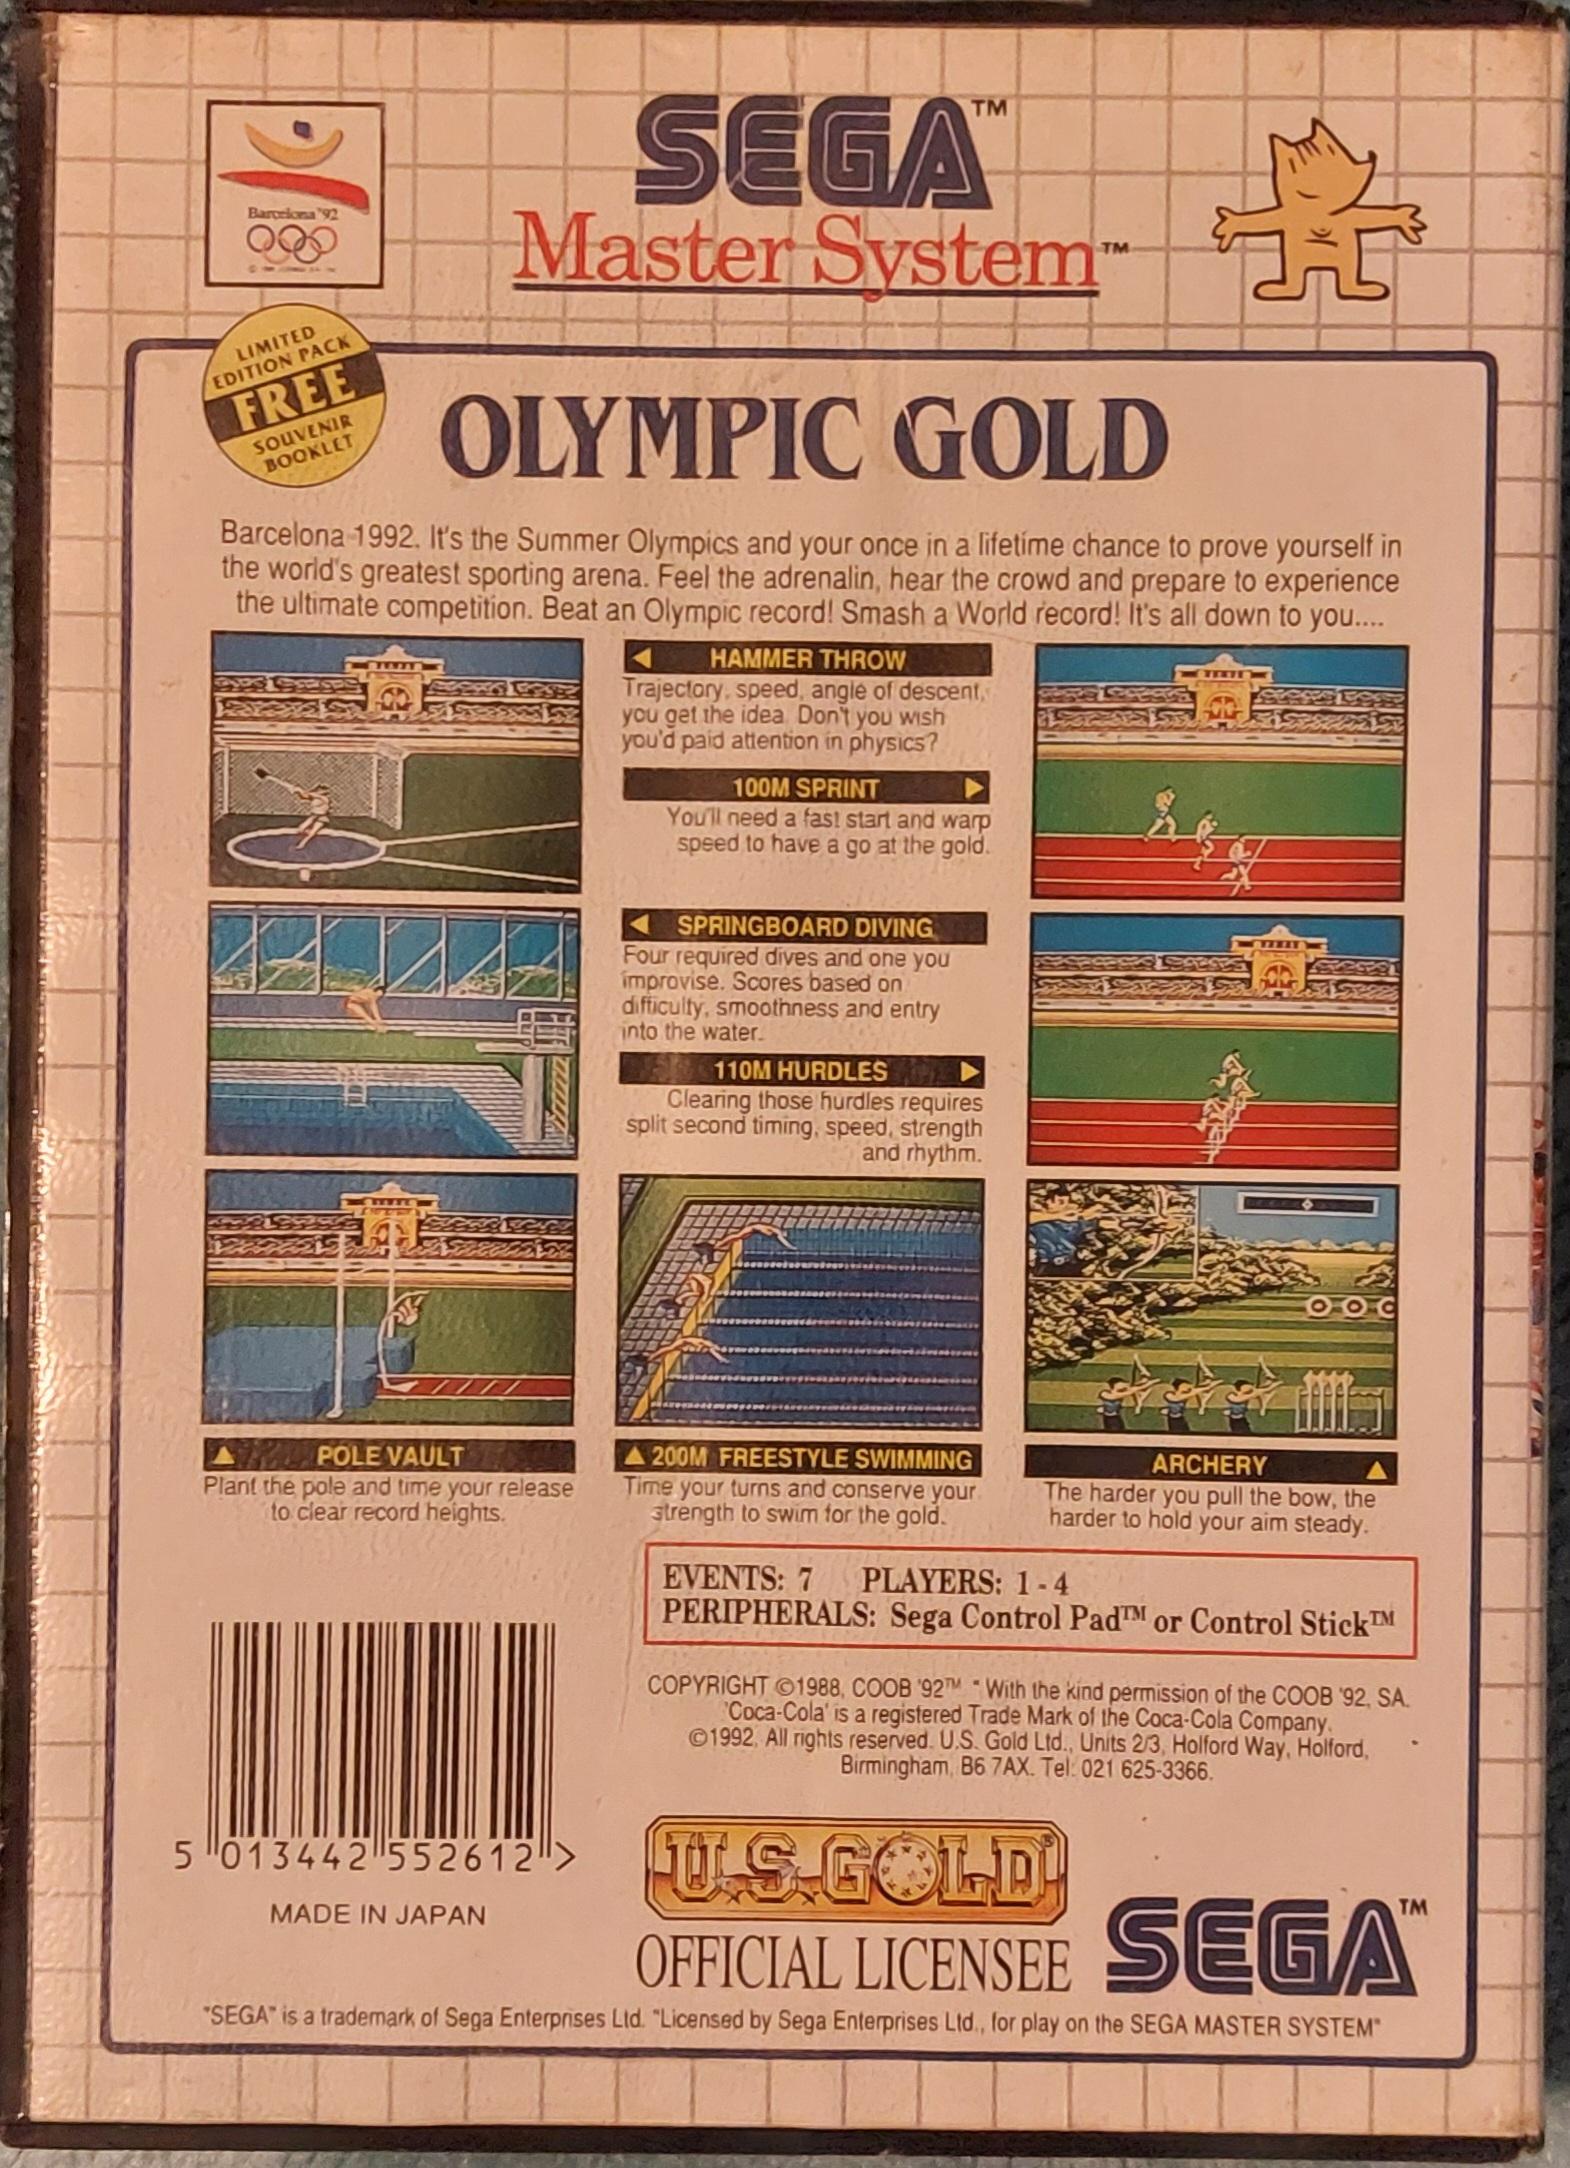 SEGA™
Master System™
Barcelona '92
LIMITED
EDITION PACK
FREE
SOUVENIR
BOOKLET
OLYMPIC GOLD
Barcelona 1992. It's the Summer Olympics and your once in a lifetime chance to prove yourself in
the world's greatest sporting arena. Feel the adrenalin, hear the crowd and prepare to experience
the ultimate competition. Beat an Olympic record! Smash a World record! It's all down to you....
◀ HAMMER THROW
Trajectory, speed, angle of descent,
you get the idea. Don't you wish
you'd paid attention in physics?
100M SPRINT ▶
You'll need a fast start and warp
speed to have a go at the gold.
◀ SPRINGBOARD DIVING
Four required dives and one you
improvise. Scores based on
difficulty, smoothness and entry
into the water.
110M HURDLES ▶
Clearing those hurdles requires
split second timing, speed, strength
and rhythm.
▲ POLE VAULT
Plant the pole and time your release
to clear record heights.
▲ 200M FREESTYLE SWIMMING
Time your turns and conserve your
strength to swim for the gold.
ARCHERY ▲
The harder you pull the bow, the
harder to hold your aim steady.
EVENTS: 7 PLAYERS: 1 - 4
PERIPHERALS: Sega Control Pad™ or Control Stick™
COPYRIGHT ©1988, COOB '92™ " With the kind permission of the COOB '92, SA.
'Coca-Cola' is a registered Trade Mark of the Coca-Cola Company.
©1992, All rights reserved. U.S. Gold Ltd., Units 2/3, Holford Way, Holford,
Birmingham, B6 7AX. Tel: 021 625-3366.
5 013442 552612 >
MADE IN JAPAN
U.S. GOLD®
OFFICIAL LICENSEE
SEGA™
"SEGA" is a trademark of Sega Enterprises Ltd. "Licensed by Sega Enterprises Ltd., for play on the SEGA MASTER SYSTEM"